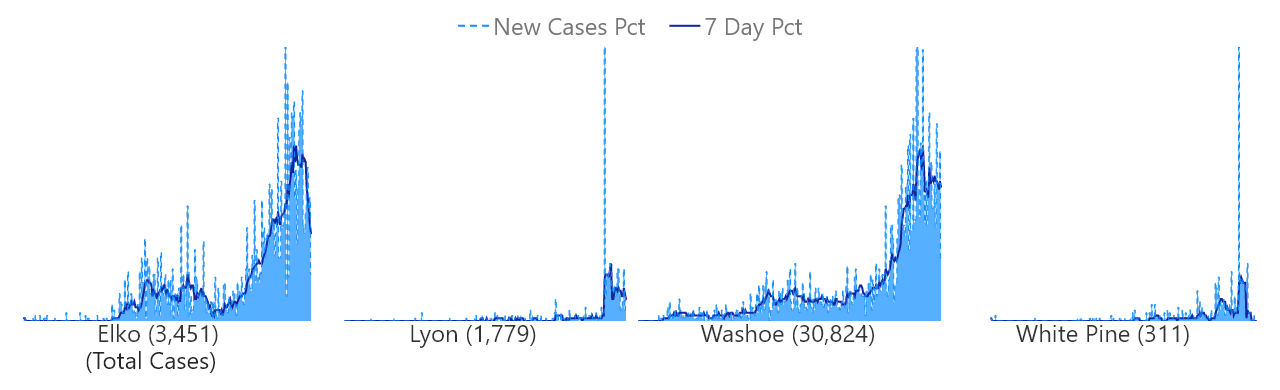 New Cases Pct 7 Day Pct
Elko (3,451) Lyon (1,779) Washoe (30,824) White Pine (311)
(Total Cases)